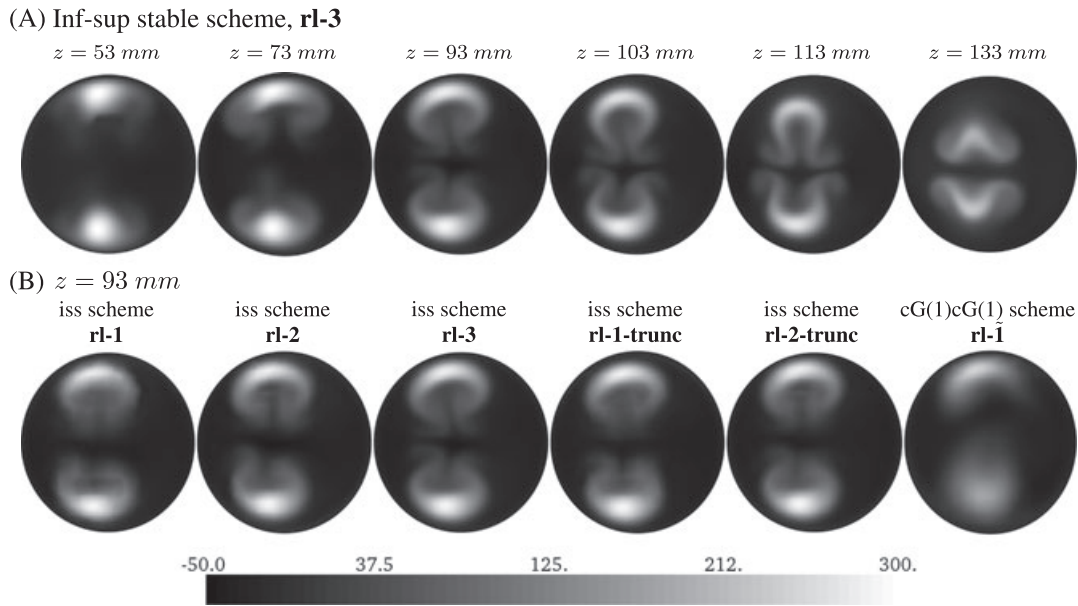 (A) Inf-sup stable scheme, rl-3
z = 53 mm z = 73 mm z = 93 mm z = 103 mm z = 113 mm z = 133 mm
(B) z = 93 mm
iss scheme iss scheme iss scheme iss scheme iss scheme cG(1)cG(1) scheme
rl-1 rl-2 rl-3 rl-1-trunc rl-2-trunc rl-1̃
-50.0 37.5 125. 212. 300.